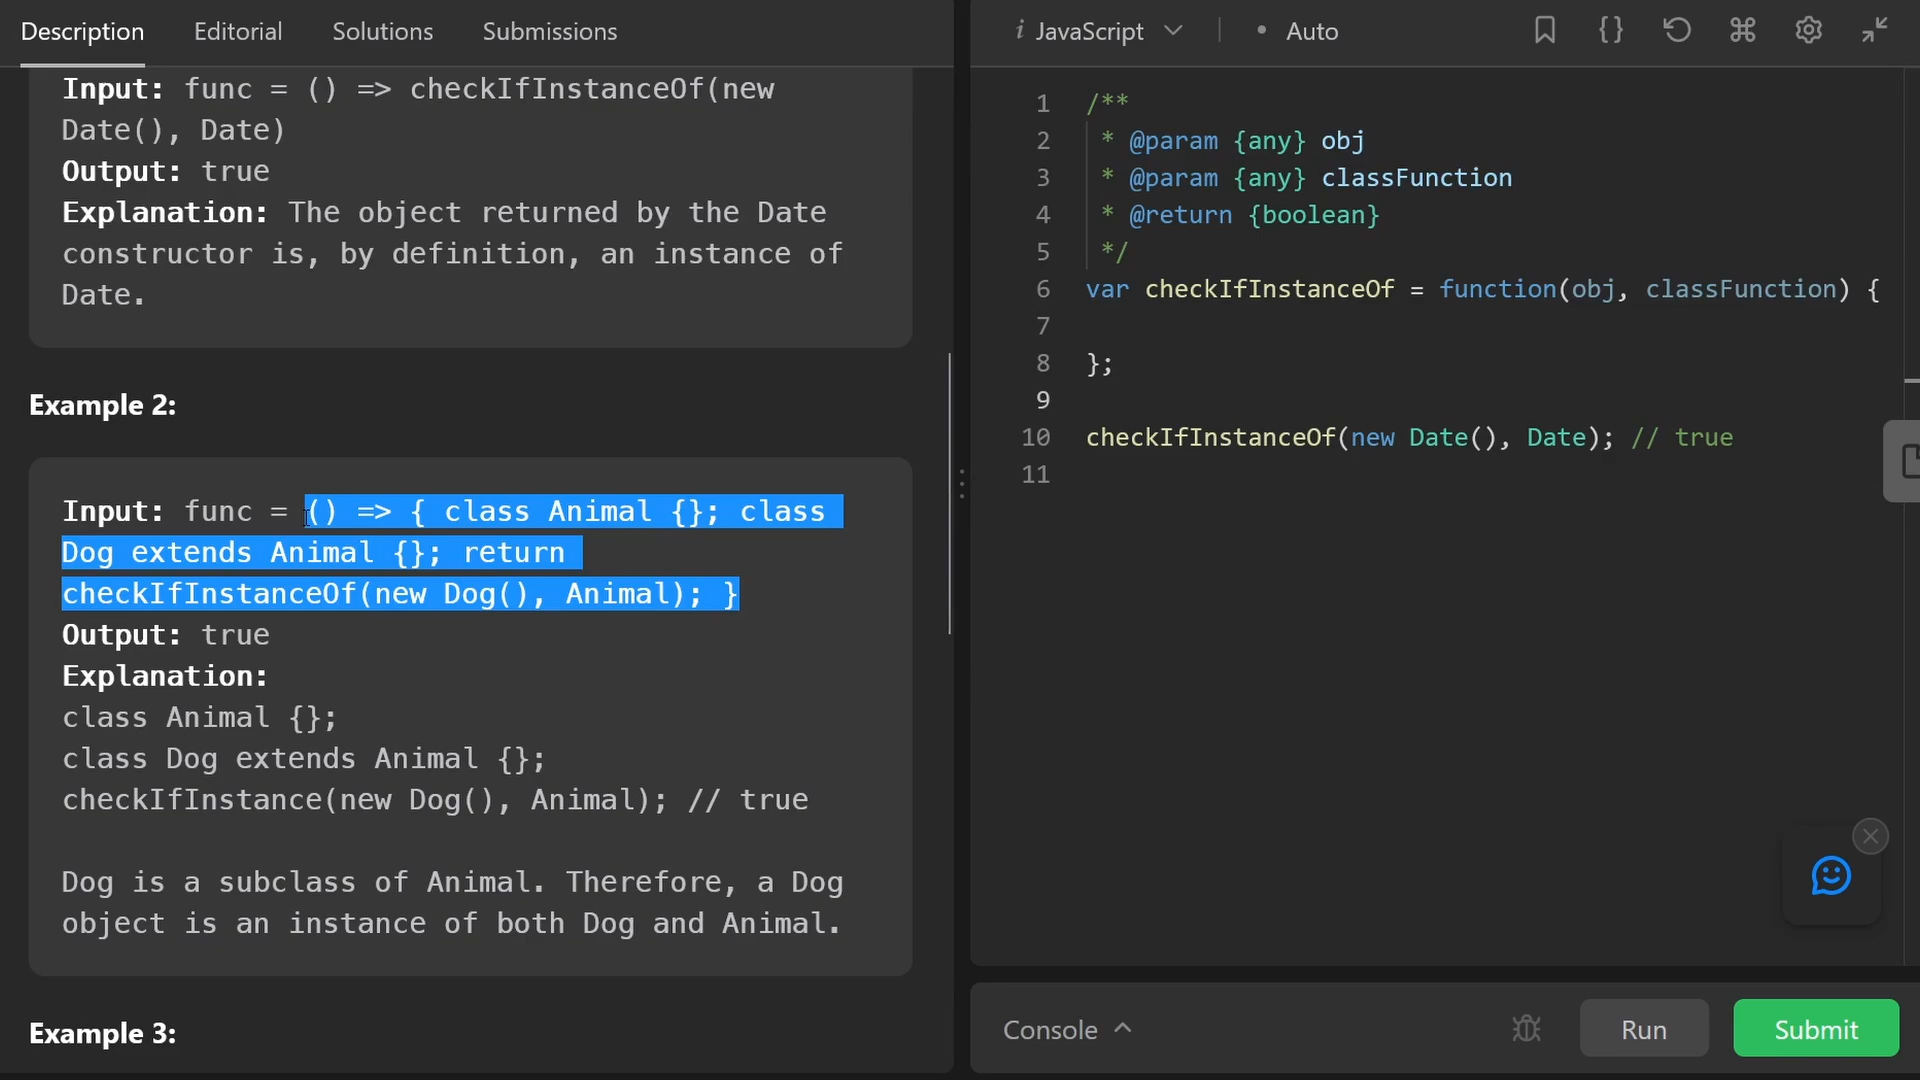 Description Editorial Solutions Submissions
Input: func = () => checkIfInstanceOf(new
Date(), Date)
Output: true
Explanation: The object returned by the Date
constructor is, by definition, an instance of
Date.
Example 2:
Input: func = () => { class Animal {}; class
Dog extends Animal {}; return
checkIfInstanceOf(new Dog(), Animal); }
Output: true
Explanation:
class Animal {};
class Dog extends Animal {};
checkIfInstance(new Dog(), Animal); // true
Dog is a subclass of Animal. Therefore, a Dog
object is an instance of both Dog and Animal.
Example 3:
i JavaScript Auto
1 /**
2 * @param {any} obj
3 * @param {any} classFunction
4 * @return {boolean}
5 */
6 var checkIfInstanceOf = function(obj, classFunction) {
7
8 };
9
10 checkIfInstanceOf(new Date(), Date); // true
11
Console Run Submit